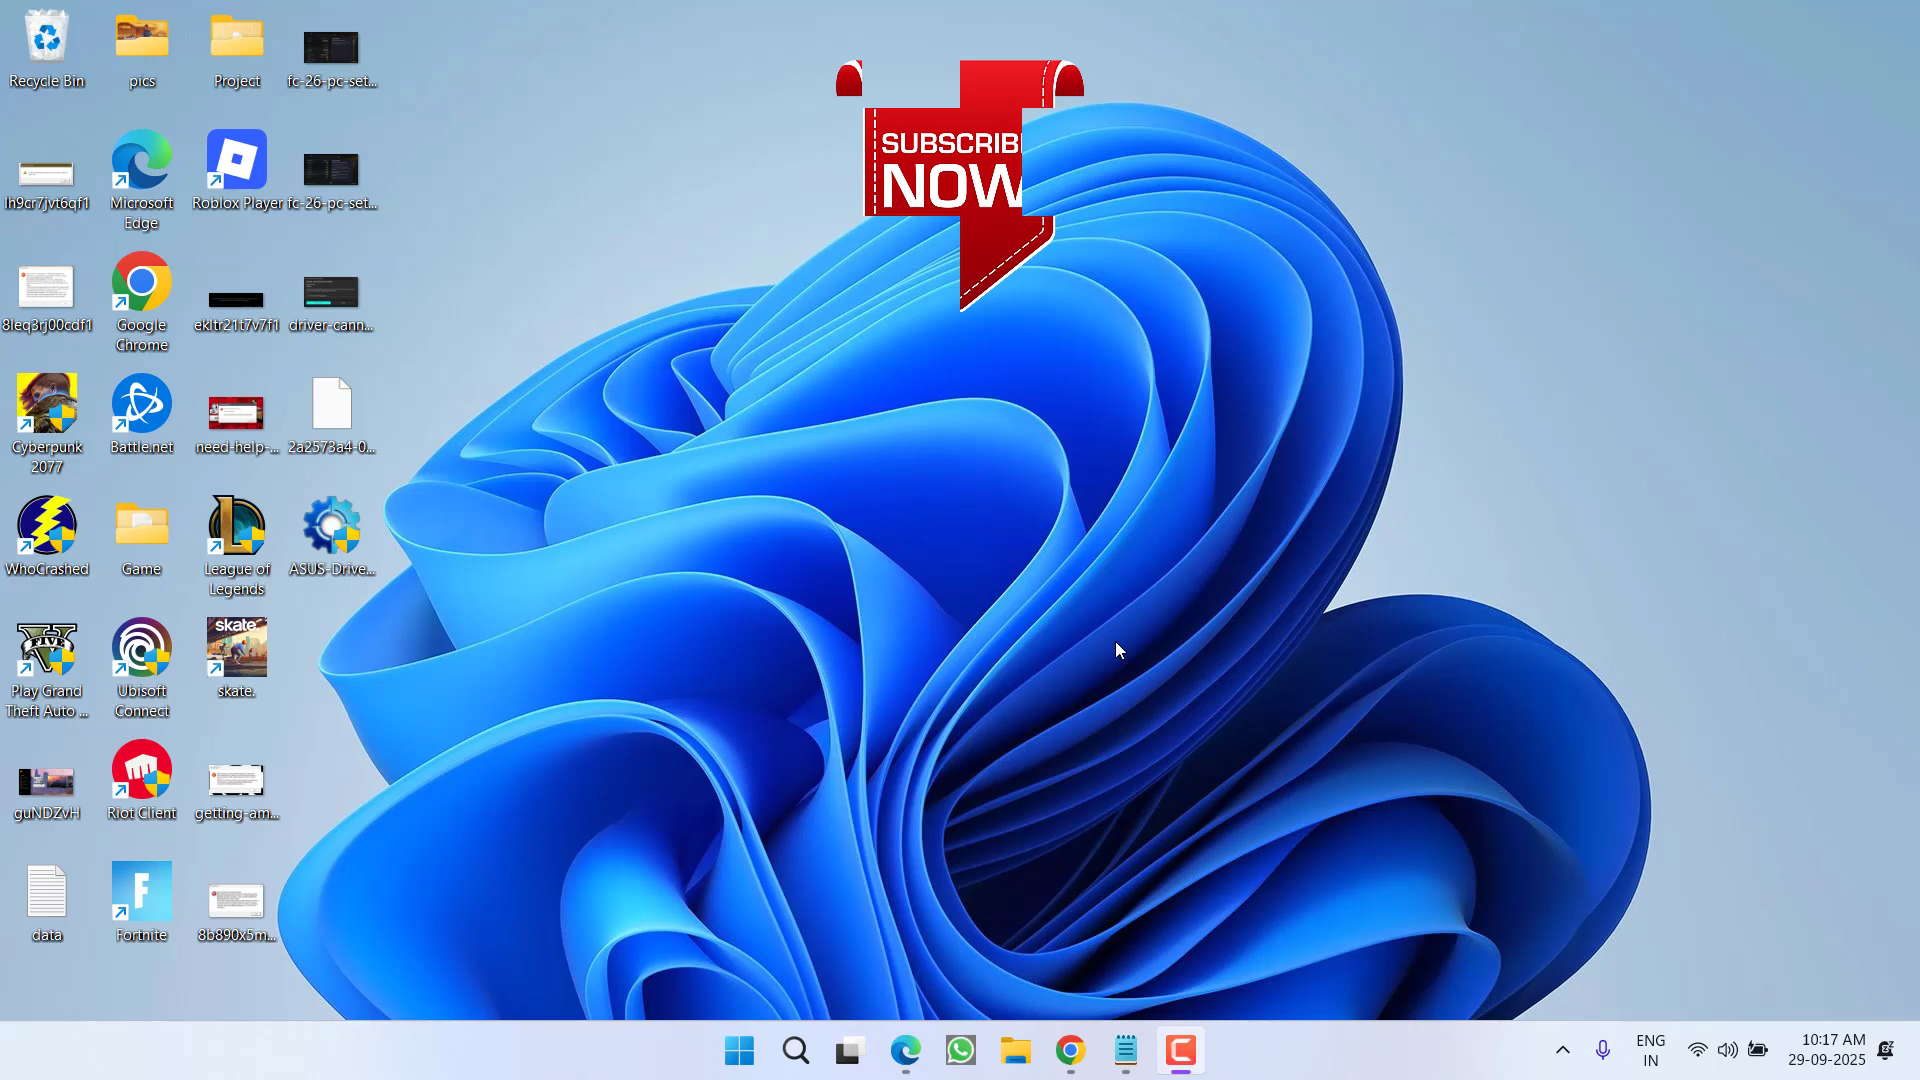 Recycle Bin
pics
Project
fc-26-pc-set...
lh9cr7jvt6qf1
Microsoft
Edge
Roblox Player
fc-26-pc-set...
8leq3rj00cdf1
Google
Chrome
ekltr21t7v7f1
driver-cann...
Cyberpunk
2077
Battle.net
need-help-...
2a2573a4-0...
WhoCrashed
Game
League of
Legends
ASUS-Drive...
FIVE
Play Grand
Theft Auto ...
Ubisoft
Connect
skate.
skate.
guNDZvH
Riot Client
getting-am...
data
Fortnite
8b890x5m...
SUBSCRIB
NOW
ENG
IN
10:17 AM
29-09-2025